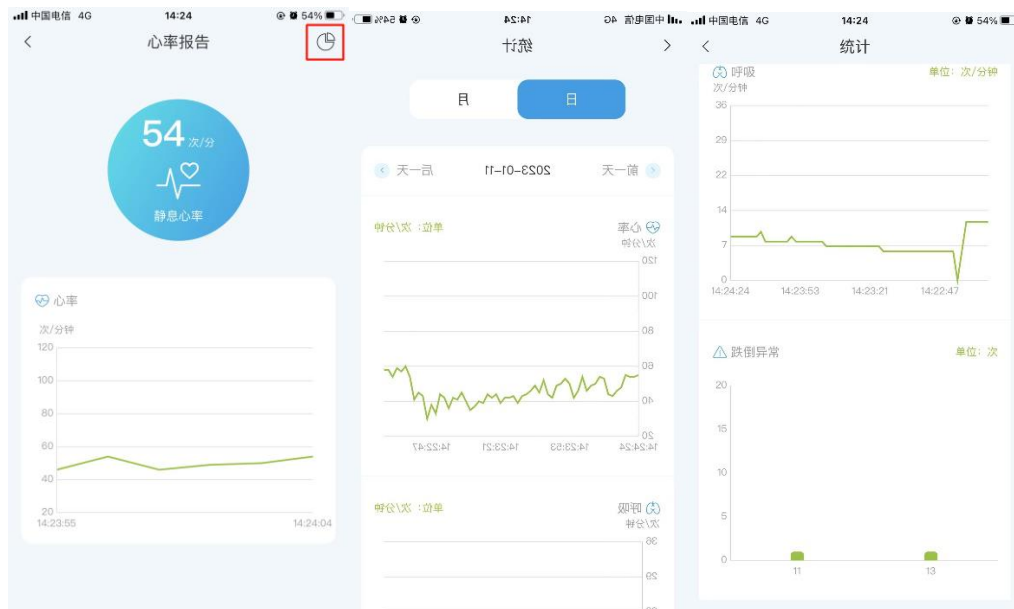 中国电信 4G 14:24 54%
心率报告
54 次/分
静息心率
心率
次/分钟
120
100
80
60
40
20
14:23:55 14:24:04
中国电信 4G 14:24 54%
统计
日 月
前一天 2023-01-11 后一天
心率 单位：次/分钟
次/分钟
120
100
80
60
40
20
14:24:24 14:23:53 14:23:21 14:22:47
呼吸 单位：次/分钟
次/分钟
36
29
中国电信 4G 14:24 54%
统计
呼吸 单位：次/分钟
次/分钟
36
29
22
14
7
0
14:24:24 14:23:53 14:23:21 14:22:47
跌倒异常 单位：次
20
15
10
5
0
11 13